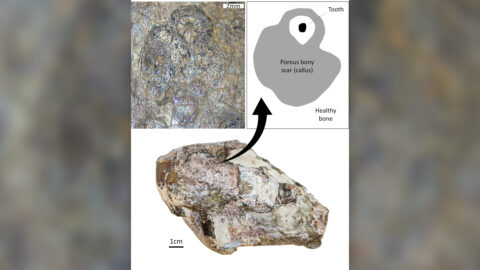 2mm
Tooth
Porous bony
scar (callus)
Healthy
bone
1cm